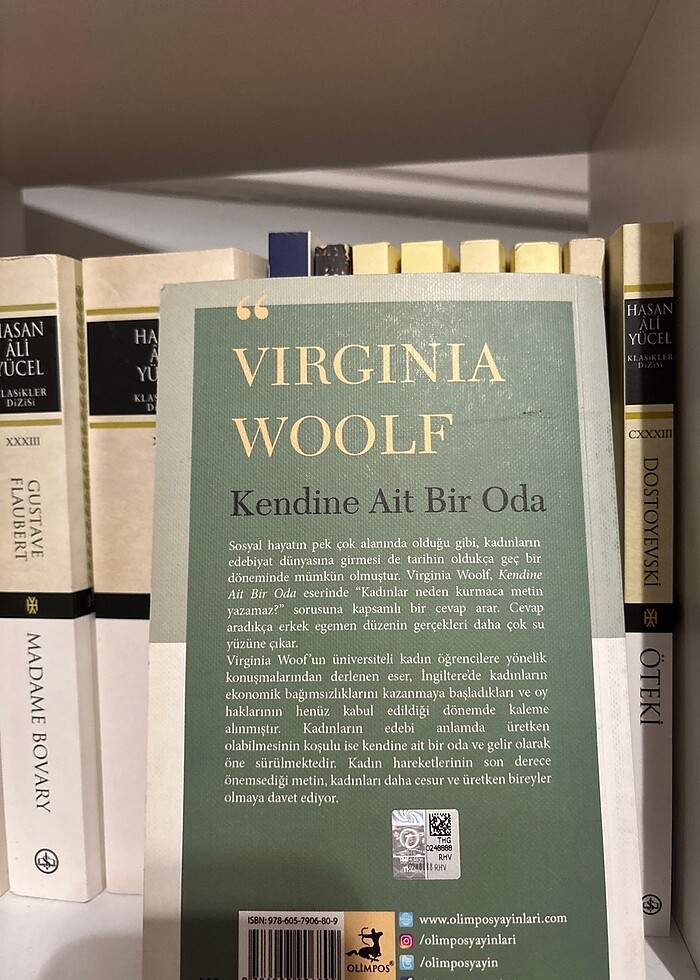 HASAN
ÂLİ
YÜCEL
KLASİKLER
DİZİSİ
XXXIII
GUSTAVE
FLAUBERT
MADAME BOVARY
“
VIRGINIA
WOOLF
Kendine Ait Bir Oda
Sosyal hayatın pek çok alanında olduğu gibi, kadınların
edebiyat dünyasına girmesi de tarihin oldukça geç bir
döneminde mümkün olmuştur. Virginia Woolf, Kendine
Ait Bir Oda eserinde “Kadınlar neden kurmaca metin
yazamaz?” sorusuna kapsamlı bir cevap arar. Cevap
aradıkça erkek egemen düzenin gerçekleri daha çok su
yüzüne çıkar.
Virginia Woof’un üniversiteli kadın öğrencilere yönelik
konuşmalarından derlenen eser, İngiltere’de kadınların
ekonomik bağımsızlıklarını kazanmaya başladıkları ve oy
haklarının henüz kabul edildiği dönemde kaleme
alınmıştır. Kadınların edebi anlamda üretken
olabilmesinin koşulu ise kendine ait bir oda ve gelir olarak
öne sürülmektedir. Kadın hareketlerinin son derece
önemsediği metin, kadınları daha cesur ve üretken bireyler
olmaya davet ediyor.
THG
0248888
RHV
ISBN: 978-605-7906-80-9
OLİMPOS
www.olimposyayinlari.com
/olimposyayinlari
/olimposyayin
HASAN
ÂLİ
YÜCEL
KLASİKLER
DİZİSİ
CXXXIII
DOSTOYEVSKİ
ÖTEKİ